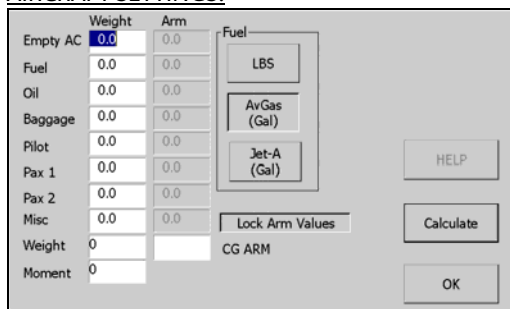 AIRCRAFT SETTINGS:
Weight Arm
Fuel
Empty AC 0.0 0.0
Fuel 0.0 0.0
LBS
Oil 0.0 0.0
Baggage 0.0 0.0
AvGas
(Gal)
Pilot 0.0 0.0
Pax 1 0.0 0.0
Jet-A
(Gal)
HELP
Pax 2 0.0 0.0
Misc 0.0 0.0
Lock Arm Values
Calculate
Weight 0
CG ARM
Moment 0
OK